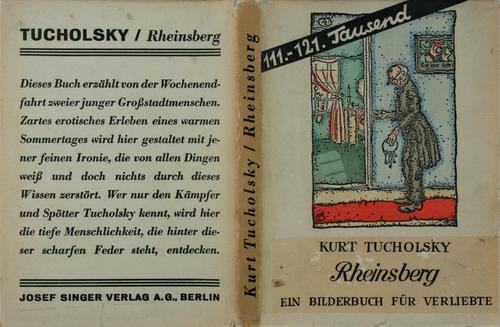 TUCHOLSKY / Rheinsberg
Dieses Buch erzählt von der Wochenend-
fahrt zweier junger Großstadtmenschen.
Zartes erotisches Erleben eines warmen
Sommertages wird hier gestaltet mit je-
ner feinen Ironie, die von allen Dingen
weiß und doch nichts durch dieses
Wissen zerstört. Wer nur den Kämpfer
und Spötter Tucholsky kennt, wird hier
die tiefe Menschlichkeit, die hinter die-
ser scharfen Feder steht, entdecken.
JOSEF SINGER VERLAG A.G., BERLIN
Kurt Tucholsky / Rheinsberg
111.-121. Tausend
KURT TUCHOLSKY
Rheinsberg
EIN BILDERBUCH FÜR VERLIEBTE